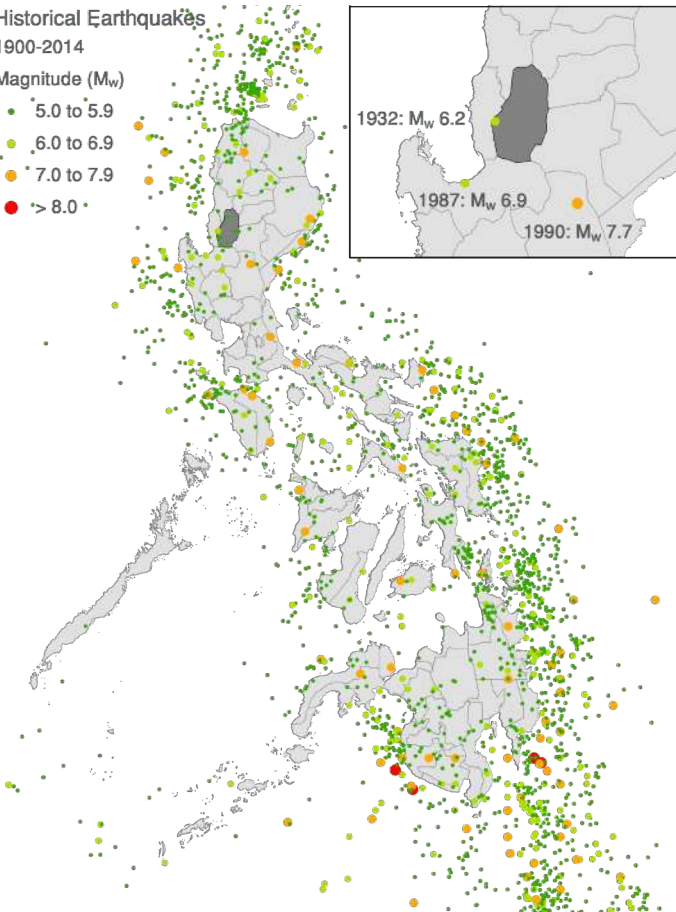 Historical Earthquakes
1900-2014
Magnitude (Mw)
5.0 to 5.9
6.0 to 6.9
7.0 to 7.9
> 8.0
1932: Mw 6.2
1987: Mw 6.9
1990: Mw 7.7